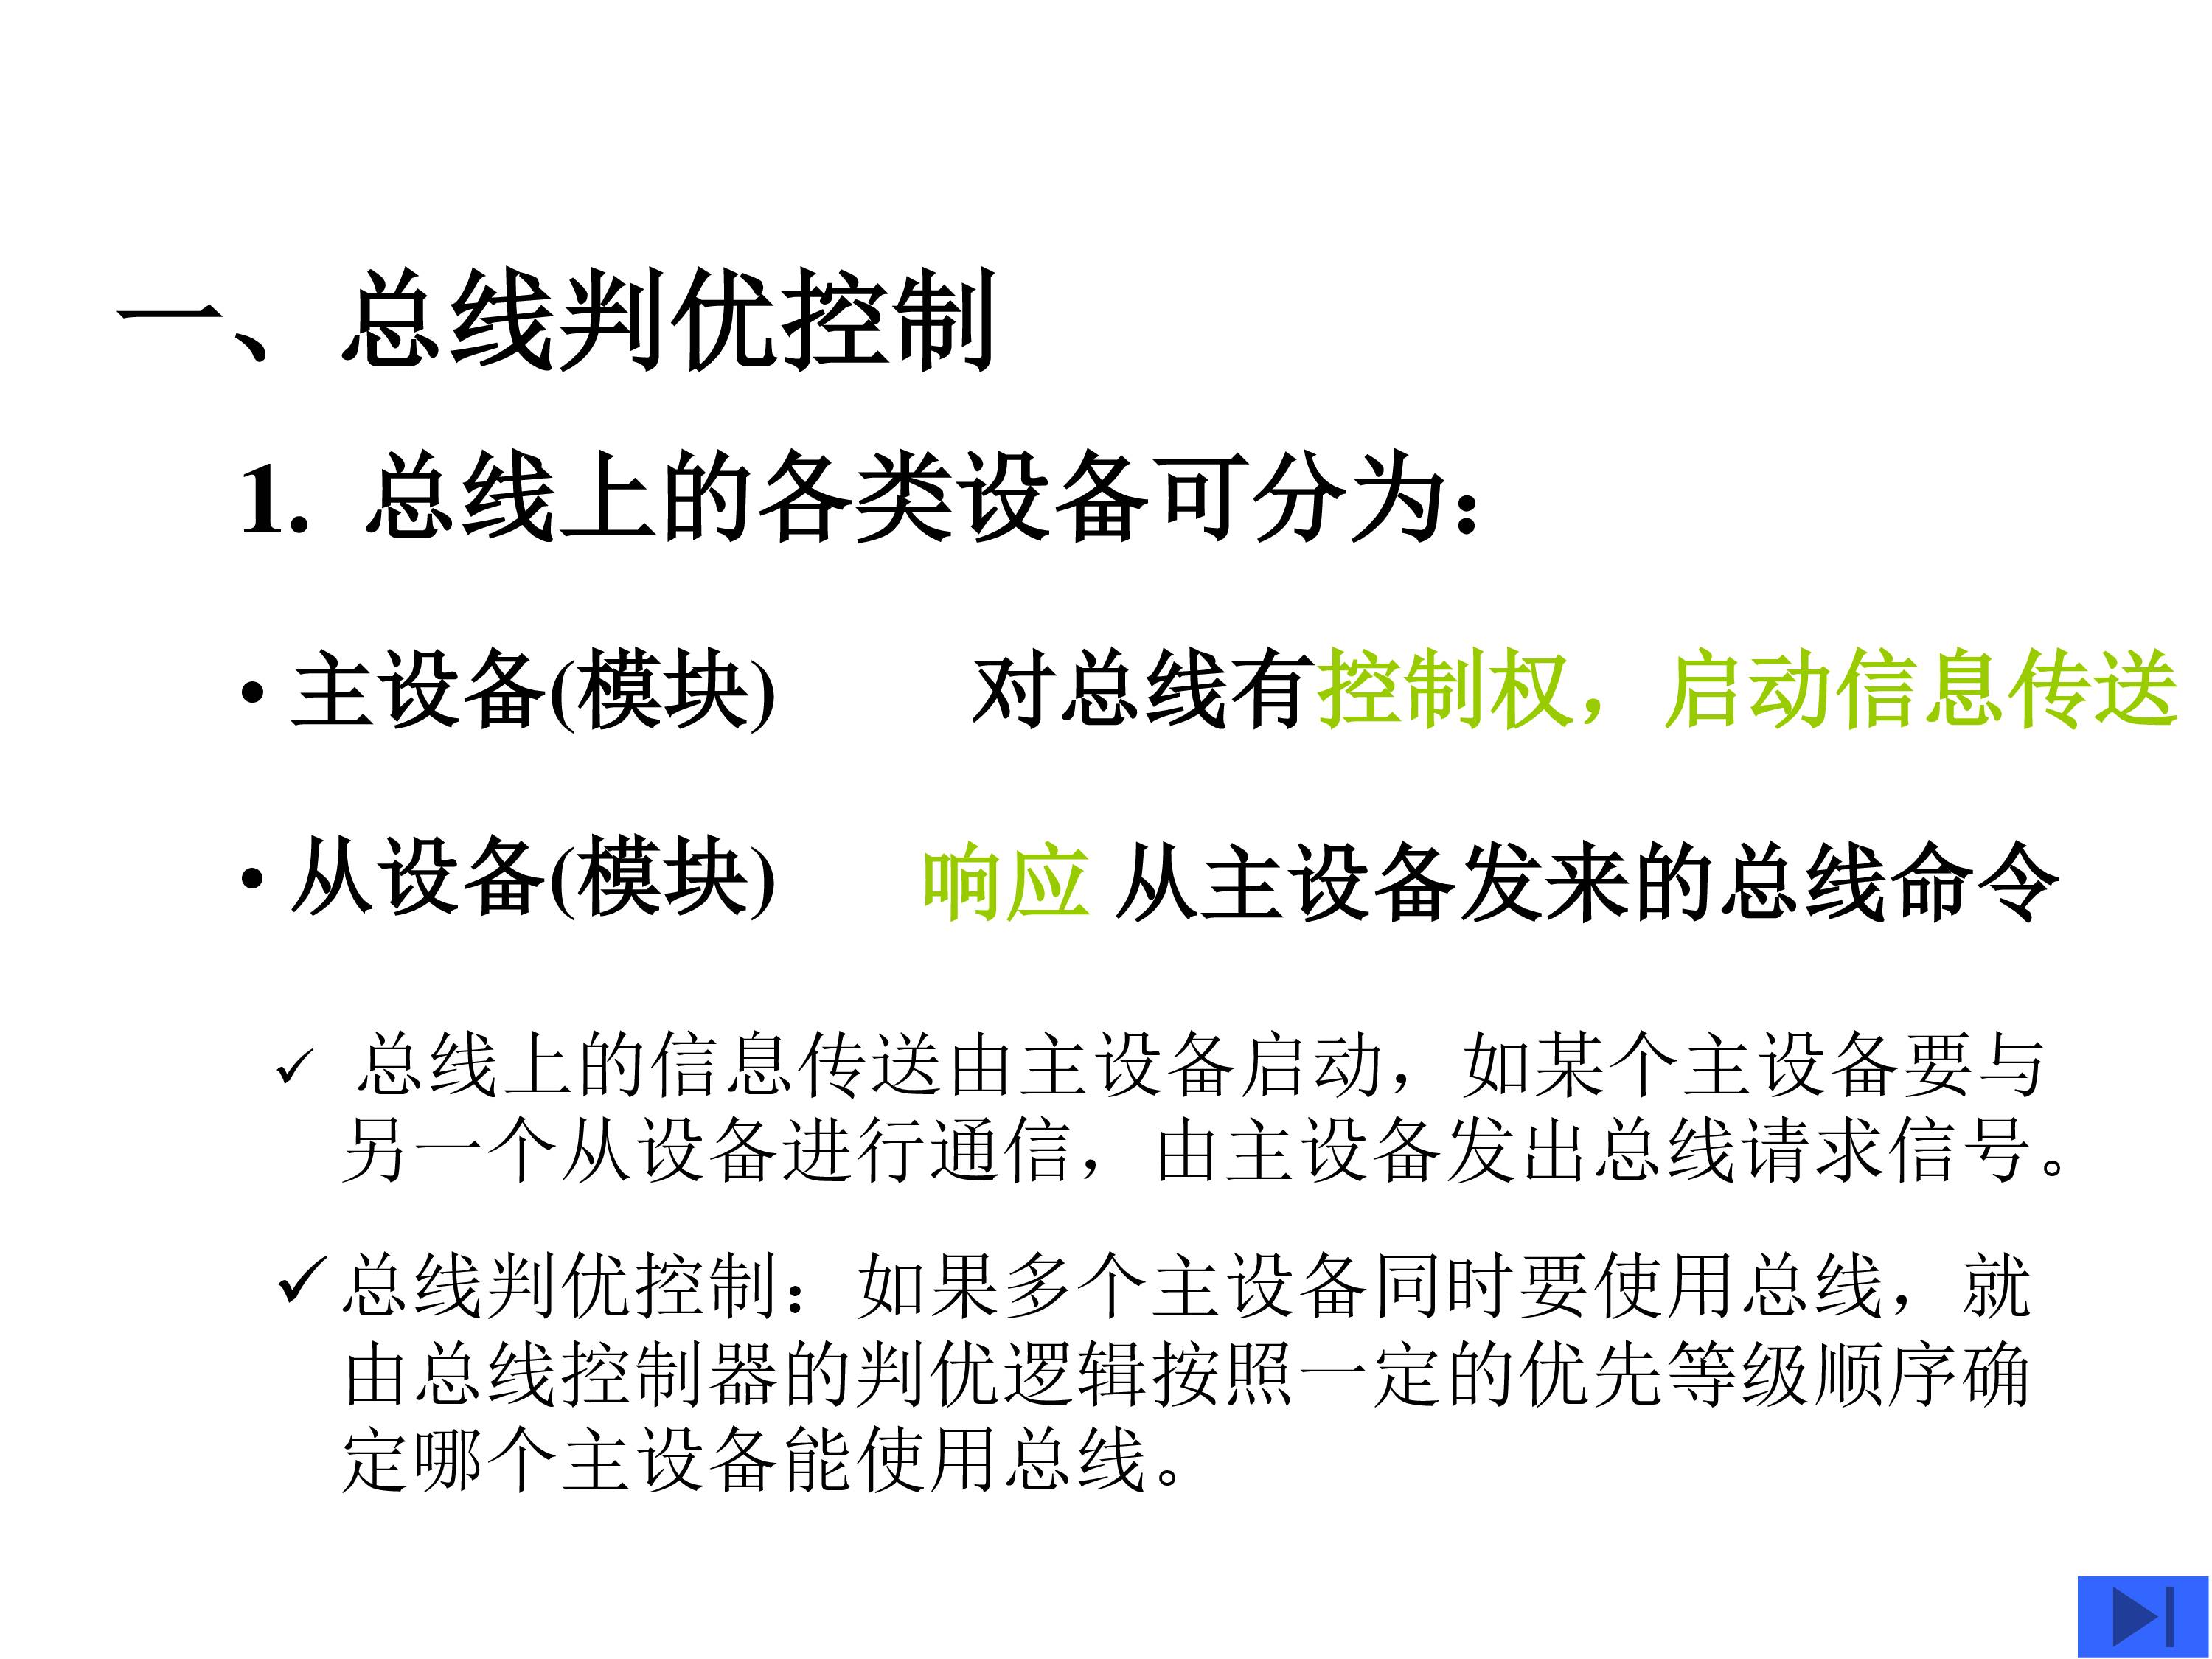 一、总线判优控制
1. 总线上的各类设备可分为:
• 主设备(模块) 对总线有控制权， 启动信息传送
• 从设备(模块) 响应 从主设备发来的总线命令
✓ 总线上的信息传送由主设备启动，如某个主设备要与
另一个从设备进行通信，由主设备发出总线请求信号。
✓ 总线判优控制：如果多个主设备同时要使用总线，就
由总线控制器的判优逻辑按照一定的优先等级顺序确
定哪个主设备能使用总线。